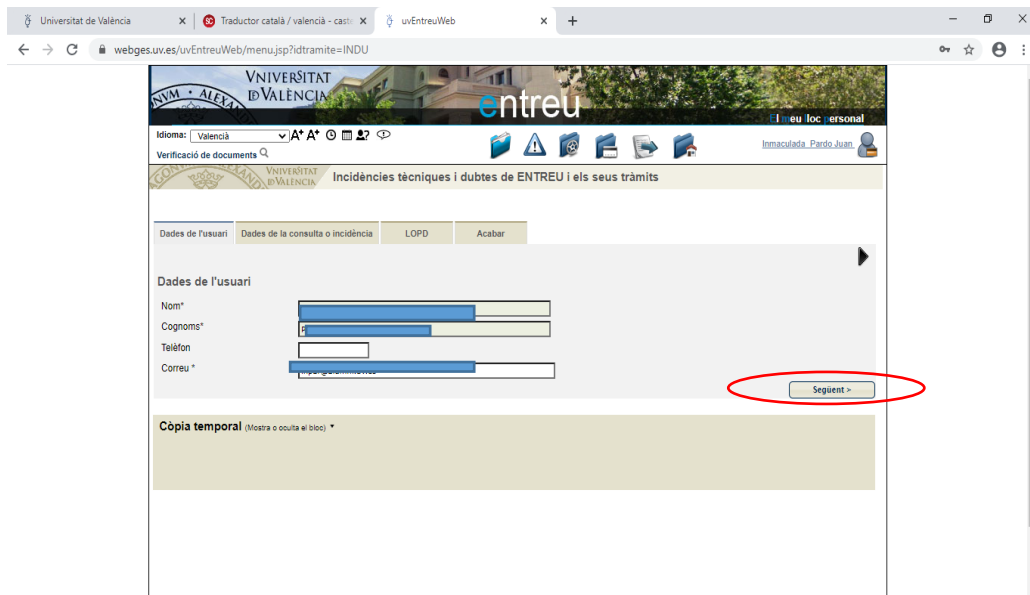 Universitat de València
Traductor català / valencià - caste
uvEntreuWeb
webges.uv.es/uvEntreuWeb/menu.jsp?idtramite=INDU
VNIVERSITAT
ID VALÈNCIA
entreu
El meu lloc personal
Idioma: Valencià A+ A+
Verificació de documents
Inmaculada Pardo Juan
VNIVERSITAT
ID VALÈNCIA
Incidències tècniques i dubtes de ENTREU i els seus tràmits
Dades de l'usuari Dades de la consulta o incidència LOPD Acabar
Dades de l'usuari
Nom*
Cognoms*
Telèfon
Correu *
Següent >
Còpia temporal (Mostra o oculta el bloc)